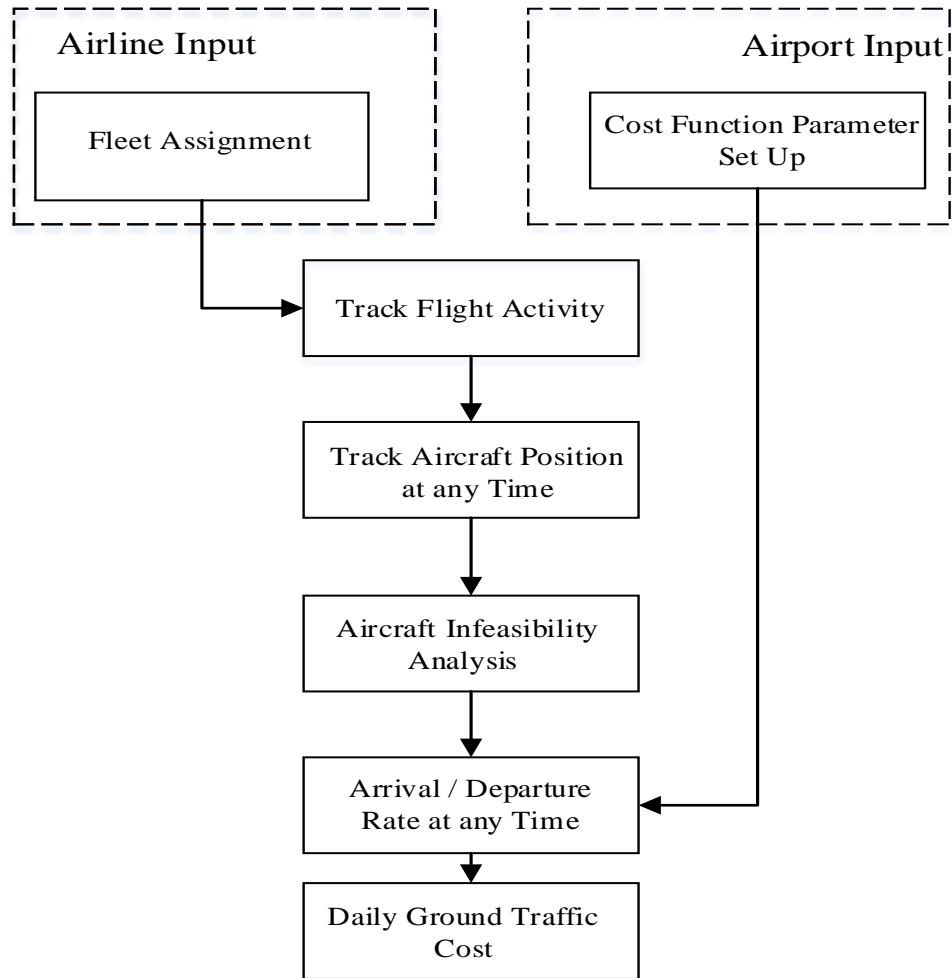 Airline Input
Airport Input
Fleet Assignment
Cost Function Parameter
Set Up
Track Flight Activity
Track Aircraft Position
at any Time
Aircraft Infeasibility
Analysis
Arrival / Departure
Rate at any Time
Daily Ground Traffic
Cost